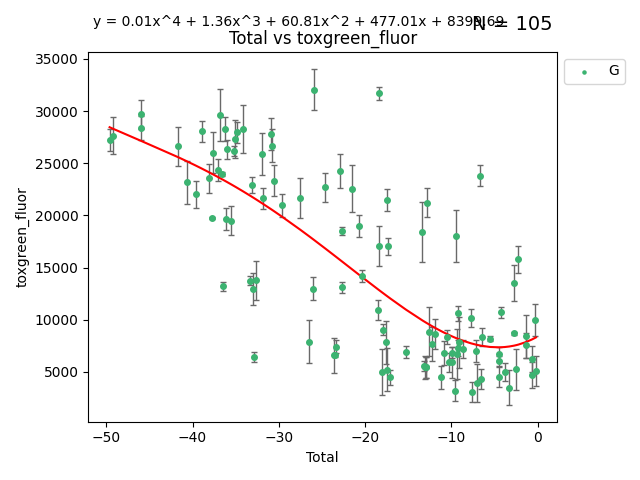 y = 0.01x^4 + 1.36x^3 + 60.81x^2 + 477.01x + 8399.69
N = 105
Total vs toxgreen_fluor
G
35000
30000
25000
20000
15000
10000
5000
toxgreen_fluor
−50 −40 −30 −20 −10 0
Total